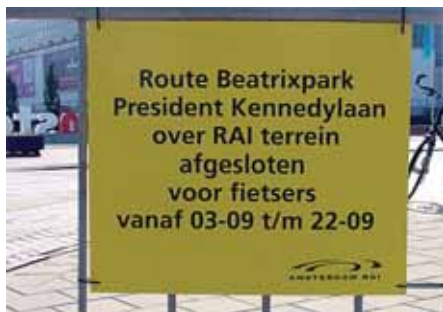 Route Beatrixpark
President Kennedylaan
over RAI terrein
afgesloten
voor fietsers
vanaf 03-09 t/m 22-09
AMSTERDAM RAI